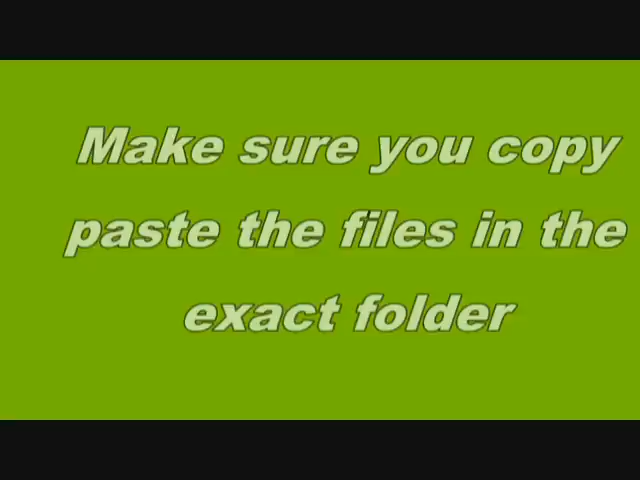 Make sure you copy
paste the files in the
exact folder